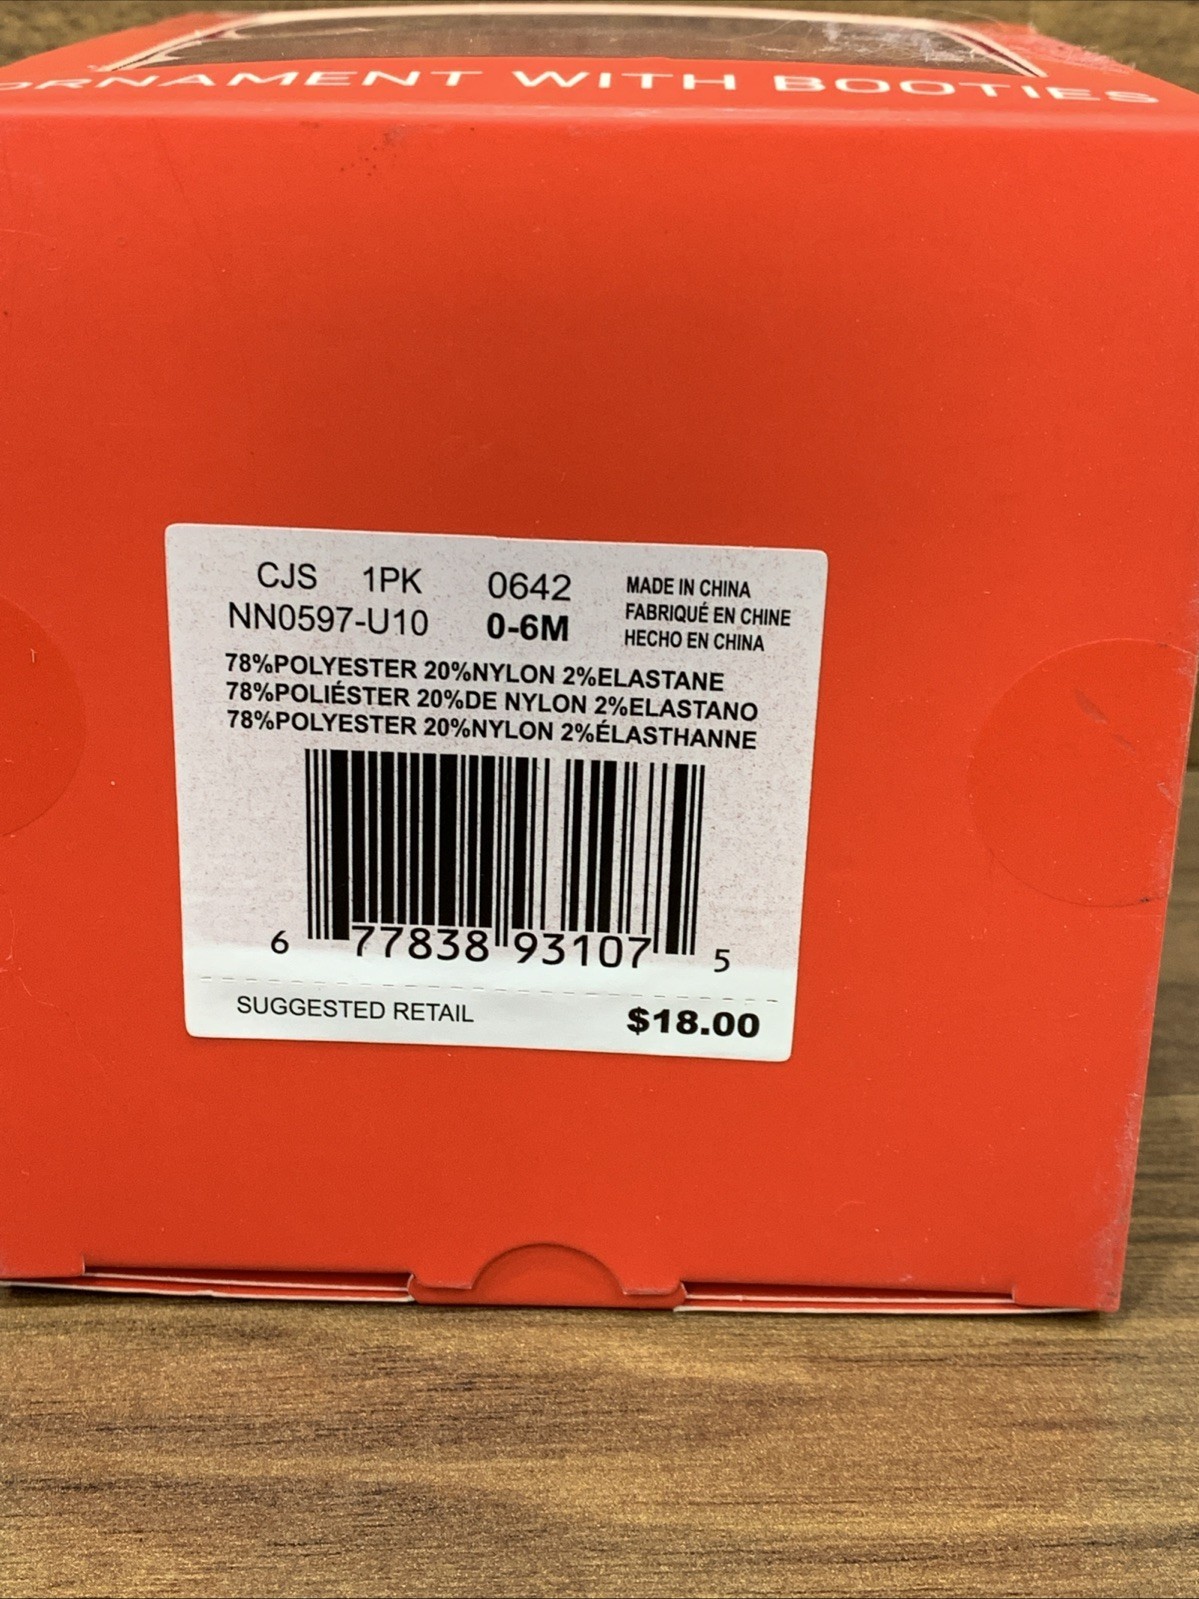 ORNAMENT WITH BOOTIES
CJS 1PK 0642
NN0597-U10 0-6M
MADE IN CHINA
FABRIQUÉ EN CHINE
HECHO EN CHINA
78%POLYESTER 20%NYLON 2%ELASTANE
78%POLIÉSTER 20%DE NYLON 2%ELASTANO
78%POLYESTER 20%NYLON 2%ÉLASTHANNE
6 77838 93107 5
SUGGESTED RETAIL $18.00